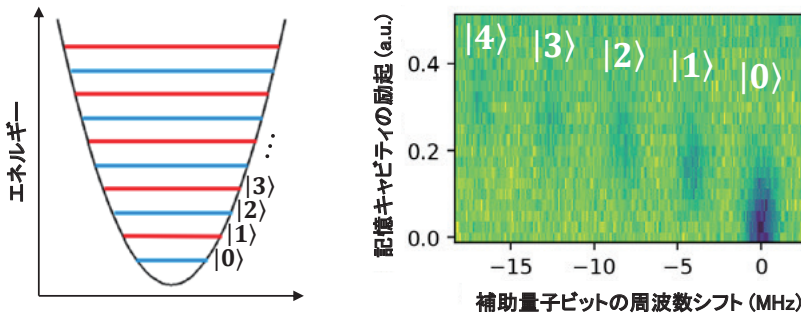 エネルギー
|3⟩
|2⟩
|1⟩
|0⟩
記憶キャビティの励起 (a.u.)
0.4
0.2
0.0
|4⟩ |3⟩ |2⟩ |1⟩ |0⟩
−15 −10 −5 0
補助量子ビットの周波数シフト (MHz)